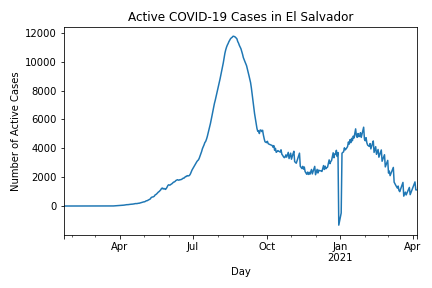 Active COVID-19 Cases in El Salvador
12000
10000
8000
6000
4000
2000
0
Number of Active Cases
Apr
Jul
Oct
Jan
2021
Apr
Day